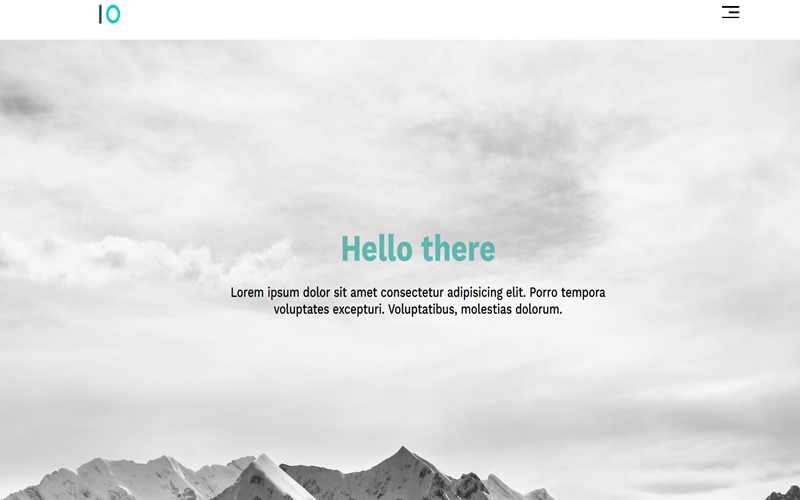 IO
Hello there
Lorem ipsum dolor sit amet consectetur adipisicing elit. Porro tempora
voluptates excepturi. Voluptatibus, molestias dolorum.